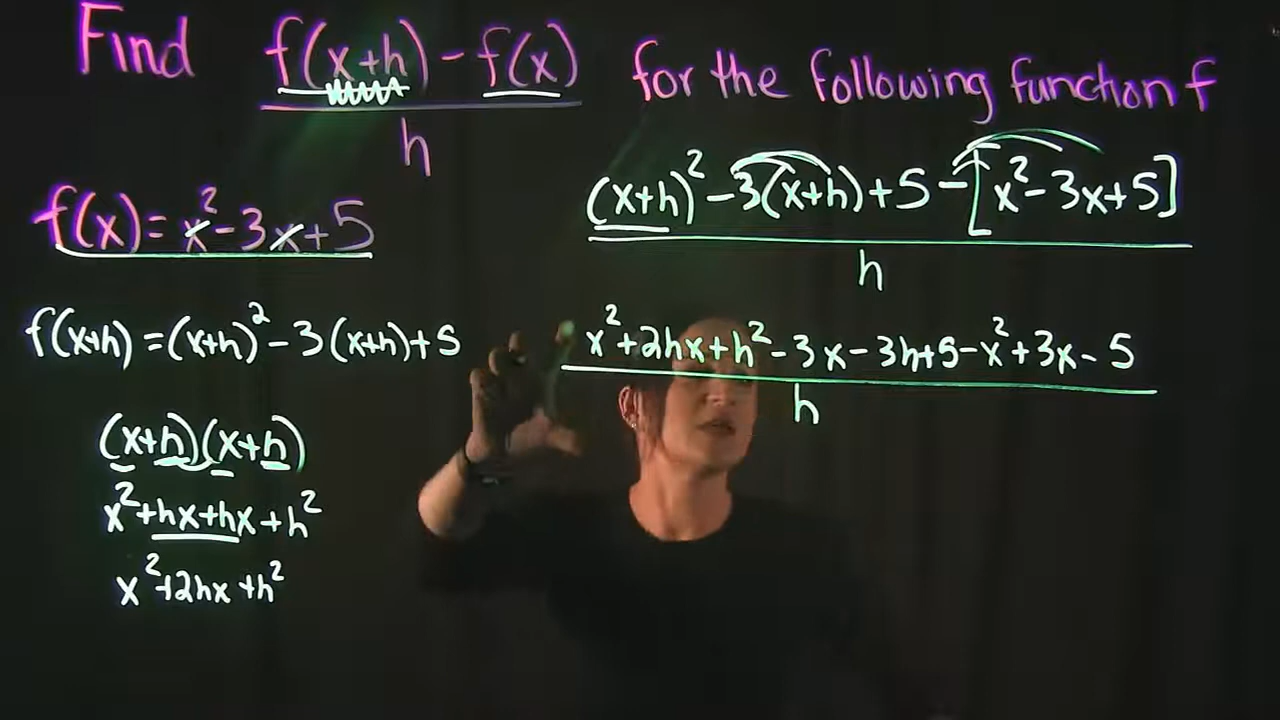 Find f(x+h)-f(x) for the following function f
h
f(x)=x²-3x+5
(x+h)²-3(x+h)+5-[x²-3x+5]
h
f(x+h)=(x+h)²-3(x+h)+5
x²+2hx+h²-3x-3h+5-x²+3x-5
h
(x+h)(x+h)
x²+hx+hx+h²
x²+2hx+h²